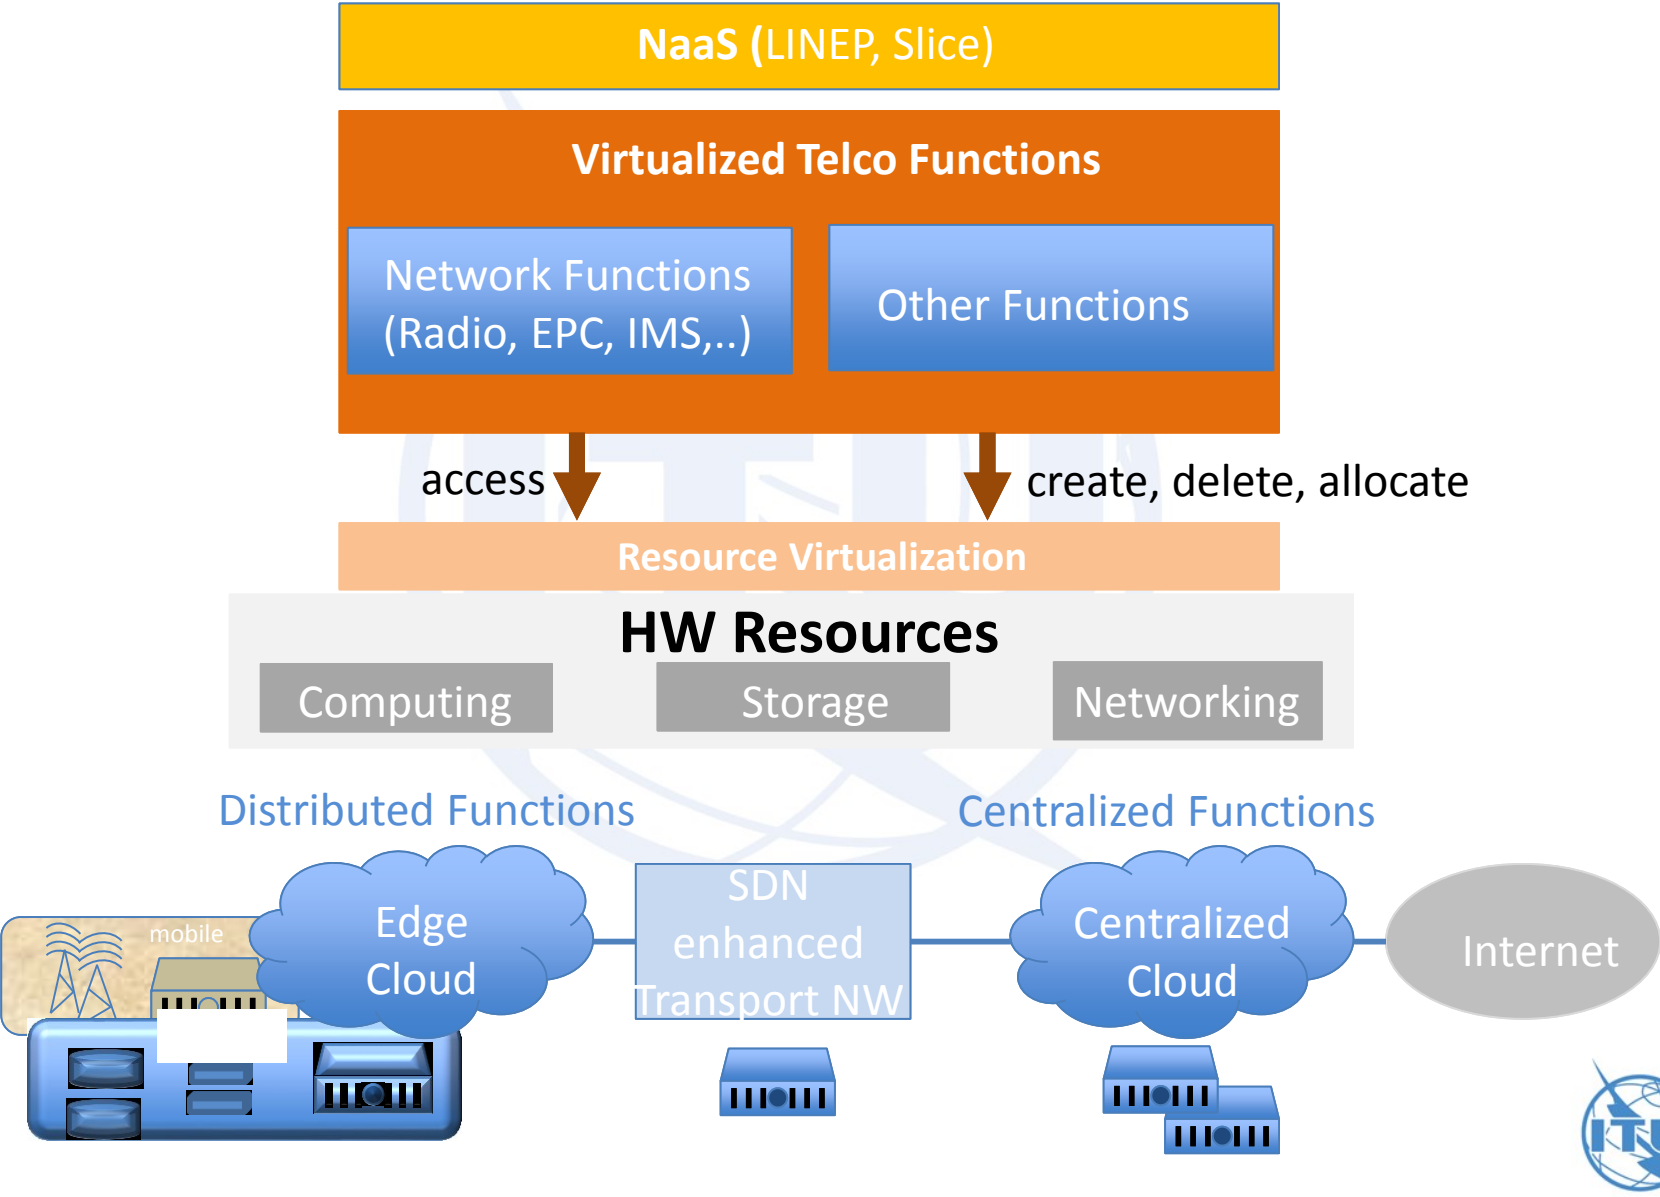 NaaS (LINEP, Slice)
Virtualized Telco Functions
Network Functions
(Radio, EPC, IMS,..)
Other Functions
access
create, delete, allocate
Resource Virtualization
HW Resources
Computing
Storage
Networking
Distributed Functions
Centralized Functions
mobile
Edge
Cloud
SDN
enhanced
Transport NW
Centralized
Cloud
Internet
ITU